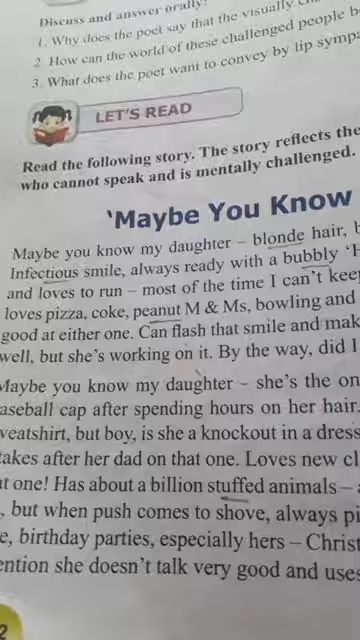 Discuss and answer orally:
1. Why does the poet say that the visually
2. How can the world of these challenged people
3. What does the poet want to convey by lip
LET'S READ
Read the following story. The story reflects the
who cannot speak and is mentally challenged.
'Maybe You Know
Maybe you know my daughter – blonde hair, b
Infectious smile, always ready with a bubbly 'H
and loves to run – most of the time I can't kee
loves pizza, coke, peanut M & Ms, bowling and
good at either one. Can flash that smile and mak
well, but she's working on it. By the way, did I
Maybe you know my daughter – she's the on
aseball cap after spending hours on her hair.
weatshirt, but boy, is she a knockout in a dress
takes after her dad on that one. Loves new cl
at one! Has about a billion stuffed animals –
, but when push comes to shove, always pi
e, birthday parties, especially hers – Christ
ention she doesn't talk very good and uses
2